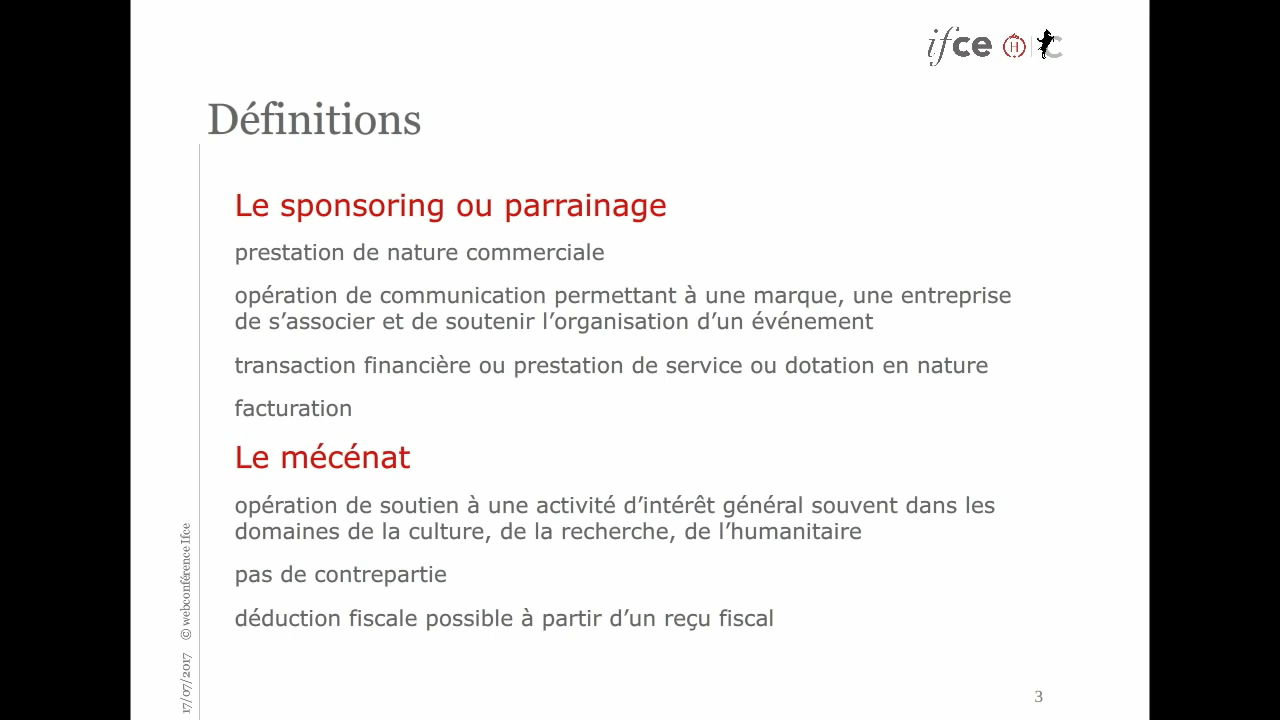 ifce
H
C
Définitions
Le sponsoring ou parrainage
prestation de nature commerciale
opération de communication permettant à une marque, une entreprise
de s’associer et de soutenir l’organisation d’un événement
transaction financière ou prestation de service ou dotation en nature
facturation
Le mécénat
opération de soutien à une activité d’intérêt général souvent dans les
domaines de la culture, de la recherche, de l’humanitaire
pas de contrepartie
déduction fiscale possible à partir d’un reçu fiscal
17/07/2017 © webconférence Ifce
3